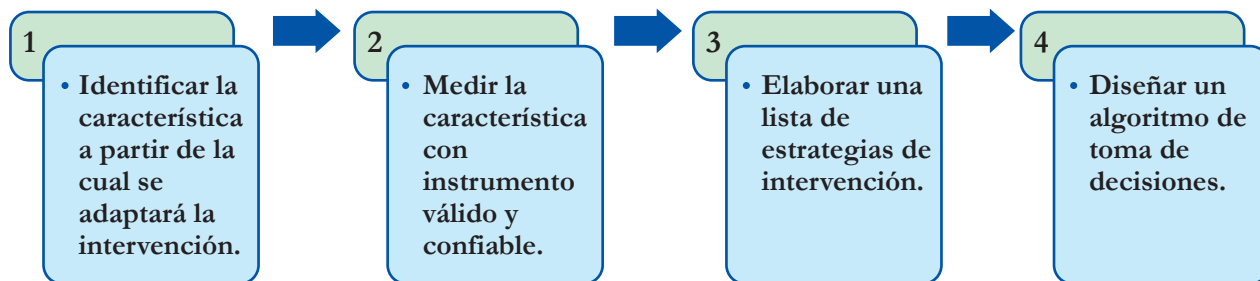 1
• Identificar la
característica
a partir de la
cual se
adaptará la
intervención.
2
• Medir la
característica
con
instrumento
válido y
confiable.
3
• Elaborar una
lista de
estrategias de
intervención.
4
• Diseñar un
algoritmo de
toma de
decisiones.